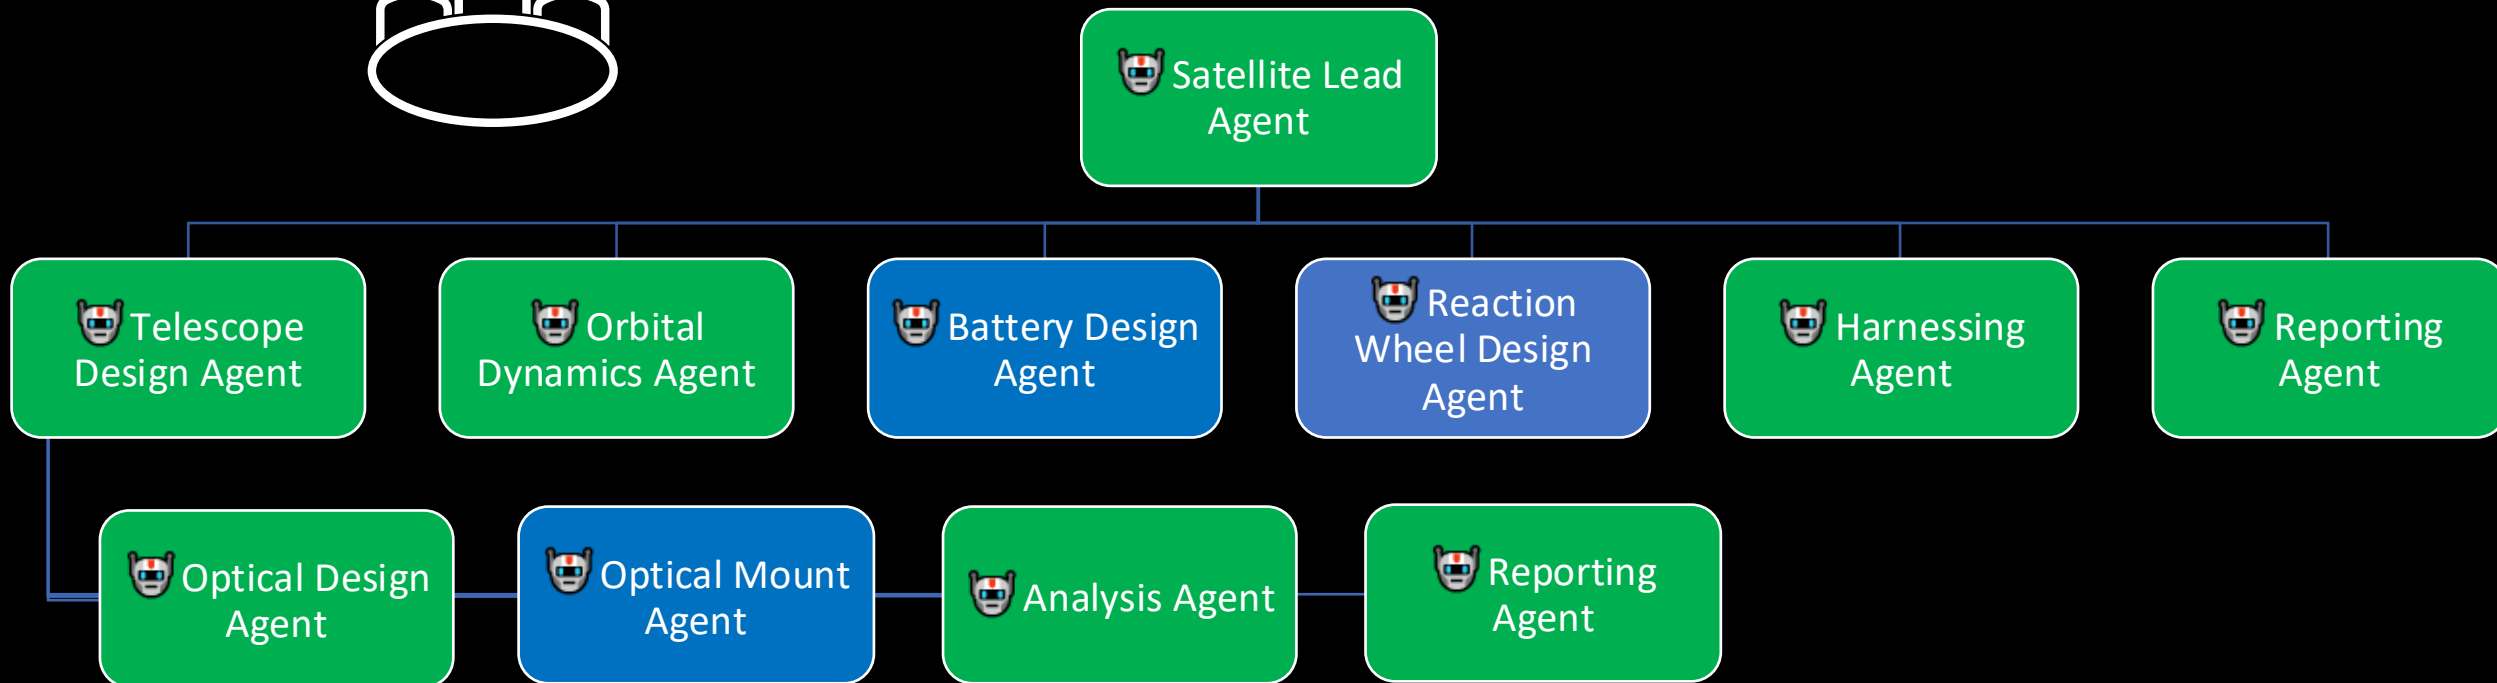 Satellite Lead
Agent
Telescope
Design Agent
Orbital
Dynamics Agent
Battery Design
Agent
Reaction
Wheel Design
Agent
Harnessing
Agent
Reporting
Agent
Optical Design
Agent
Optical Mount
Agent
Analysis Agent
Reporting
Agent